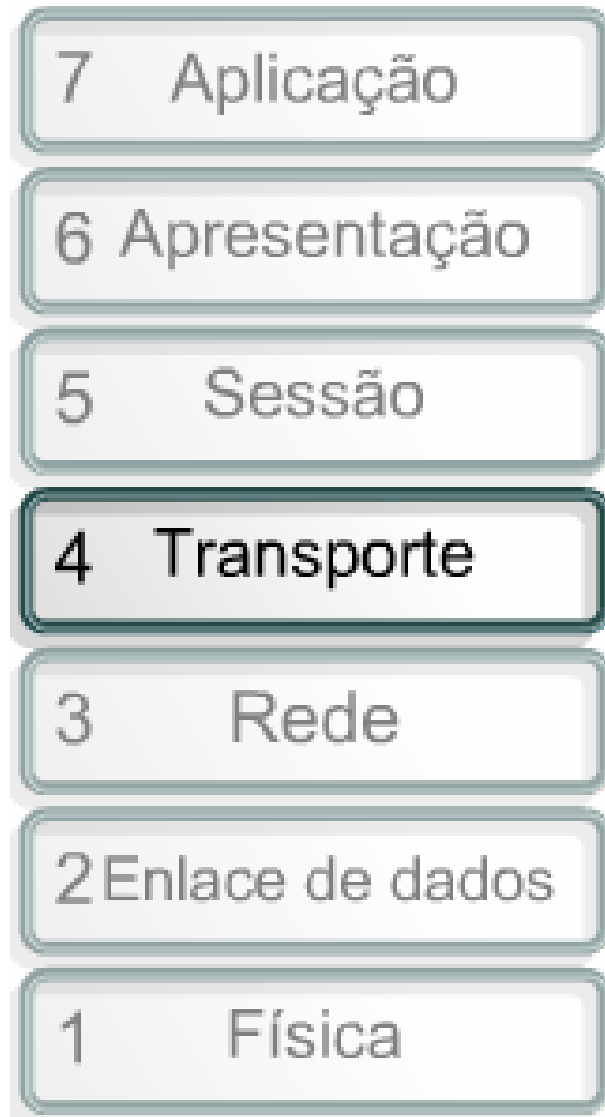 7 Aplicação
6 Apresentação
5 Sessão
4 Transporte
3 Rede
2 Enlace de dados
1 Física